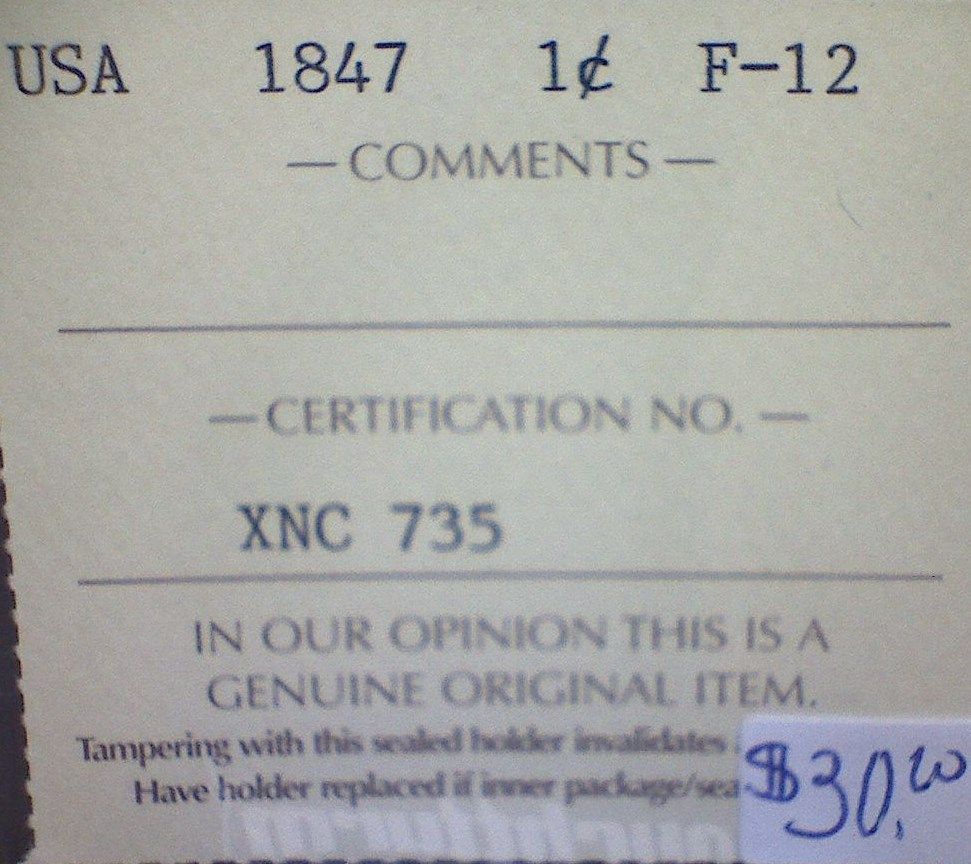 USA 1847 1¢ F-12
— COMMENTS —
— CERTIFICATION NO. —
XNC 735
IN OUR OPINION THIS IS A
GENUINE ORIGINAL ITEM.
Tampering with this sealed holder invalidates
Have holder replaced if inner package/sea
$30.00